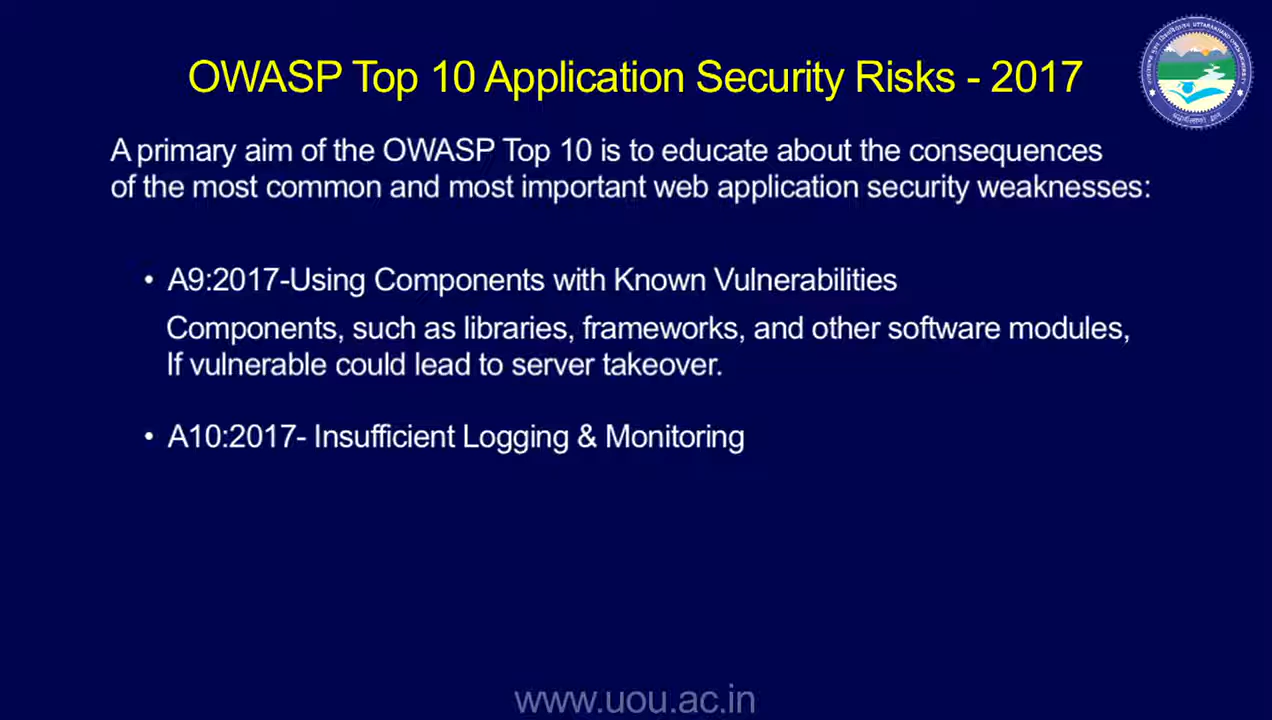 OWASP Top 10 Application Security Risks - 2017
A primary aim of the OWASP Top 10 is to educate about the consequences
of the most common and most important web application security weaknesses:
• A9:2017-Using Components with Known Vulnerabilities
Components, such as libraries, frameworks, and other software modules,
If vulnerable could lead to server takeover.
• A10:2017- Insufficient Logging & Monitoring
www.uou.ac.in